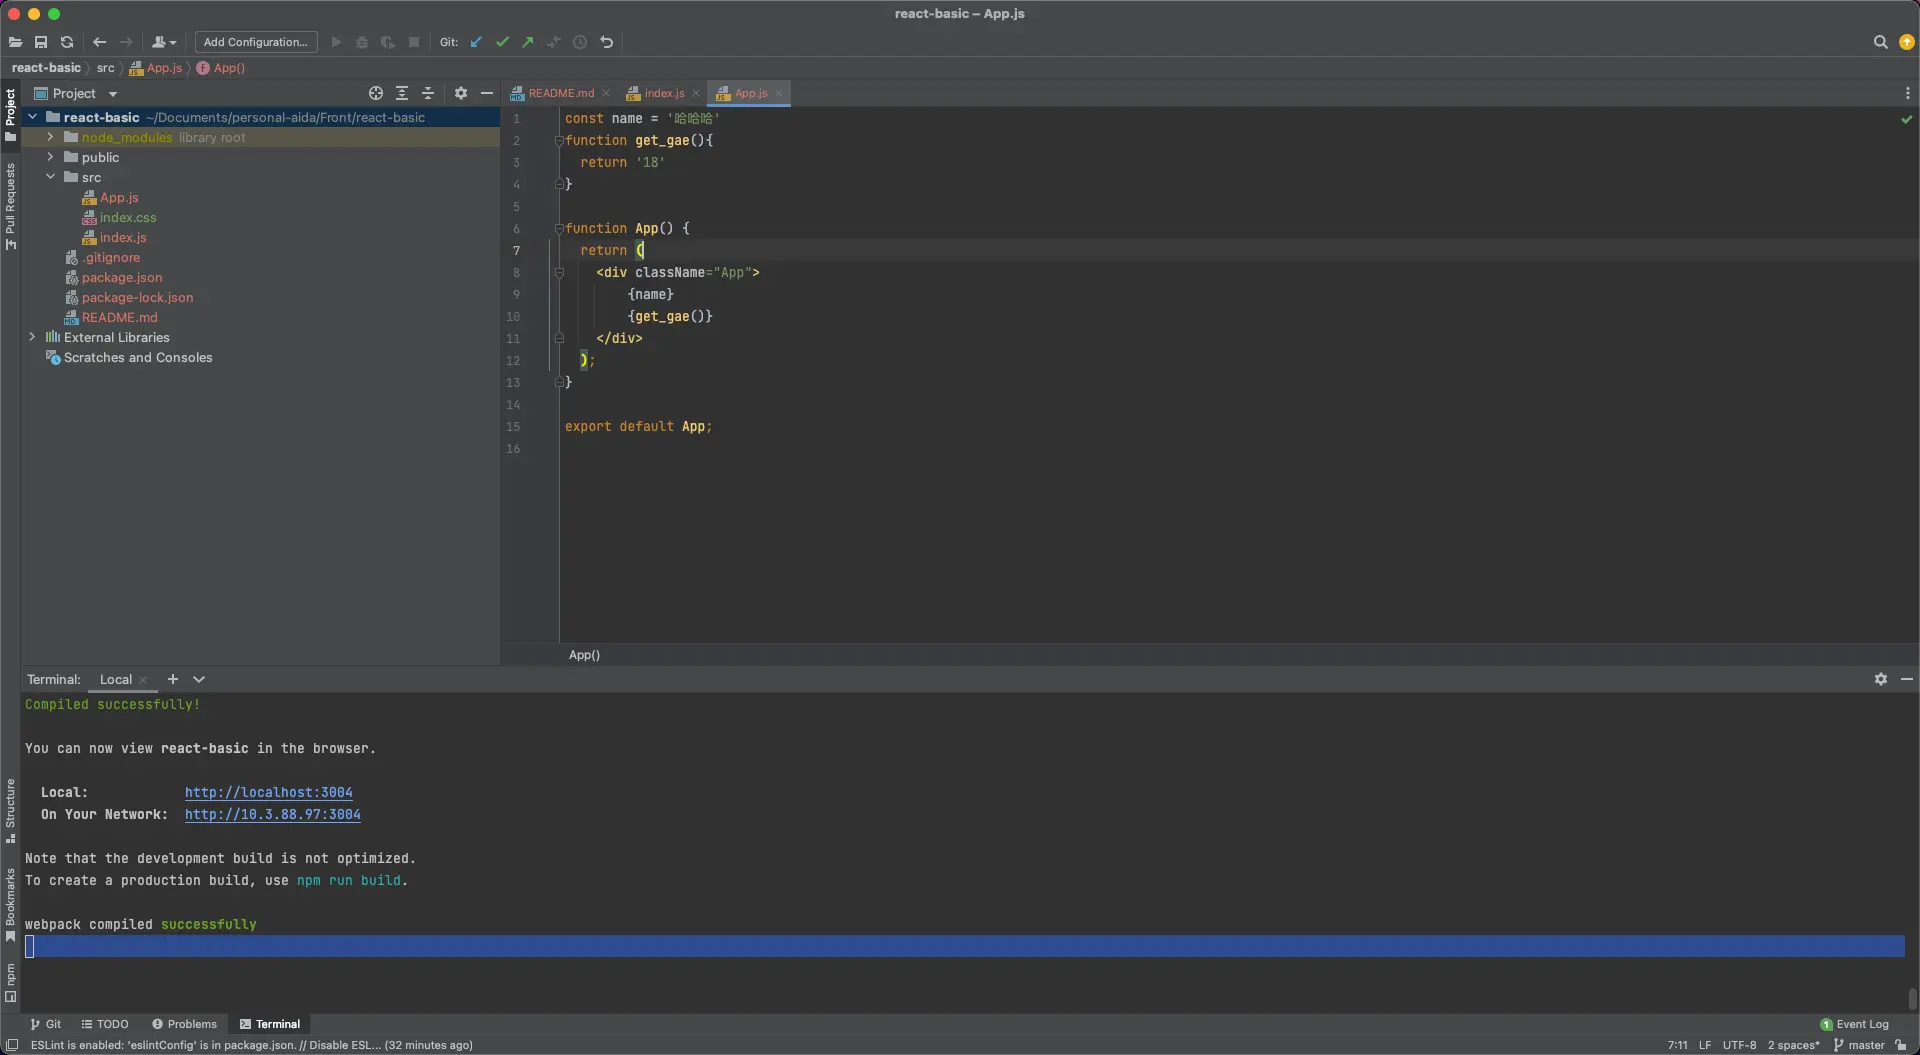 react-basic – App.js
Add Configuration...
Git:
react-basic
src
App.js
App()
Project
README.md
index.js
App.js
Project
Pull Requests
react-basic ~/Documents/personal-aida/Front/react-basic
node_modules library root
public
src
App.js
index.css
index.js
.gitignore
package.json
package-lock.json
README.md
External Libraries
Scratches and Consoles
1 const name = '哈哈哈'
2 function get_gae(){
3 return '18'
4 }
5
6 function App() {
7 return (
8 <div className="App">
9 {name}
10 {get_gae()}
11 </div>
12 );
13 }
14
15 export default App;
16
App()
Terminal: Local
Compiled successfully!
You can now view react-basic in the browser.
Local: http://localhost:3004
On Your Network: http://10.3.88.97:3004
Note that the development build is not optimized.
To create a production build, use npm run build.
webpack compiled successfully
Structure
Bookmarks
npm
Git
TODO
Problems
Terminal
1 Event Log
ESLint is enabled: 'eslintConfig' is in package.json. // Disable ESL... (32 minutes ago)
7:11 LF UTF-8 2 spaces* master